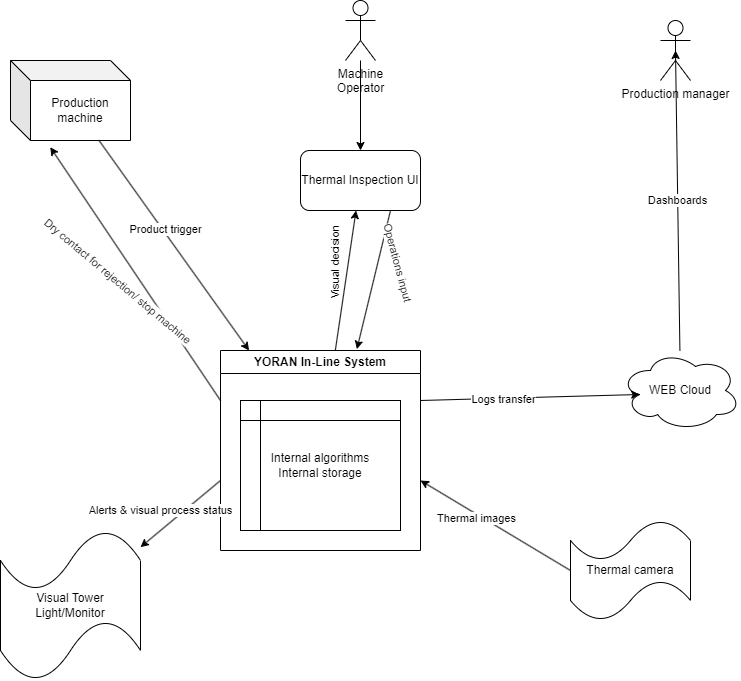 Machine
Operator
Production manager
Production
machine
Thermal Inspection UI
Dashboards
Product trigger
Dry contact for rejection/ stop machine
Visual decision
Operations input
YORAN In-Line System
WEB Cloud
Logs transfer
Internal algorithms
Internal storage
Alerts & visual process status
Thermal images
Thermal camera
Visual Tower
Light/Monitor